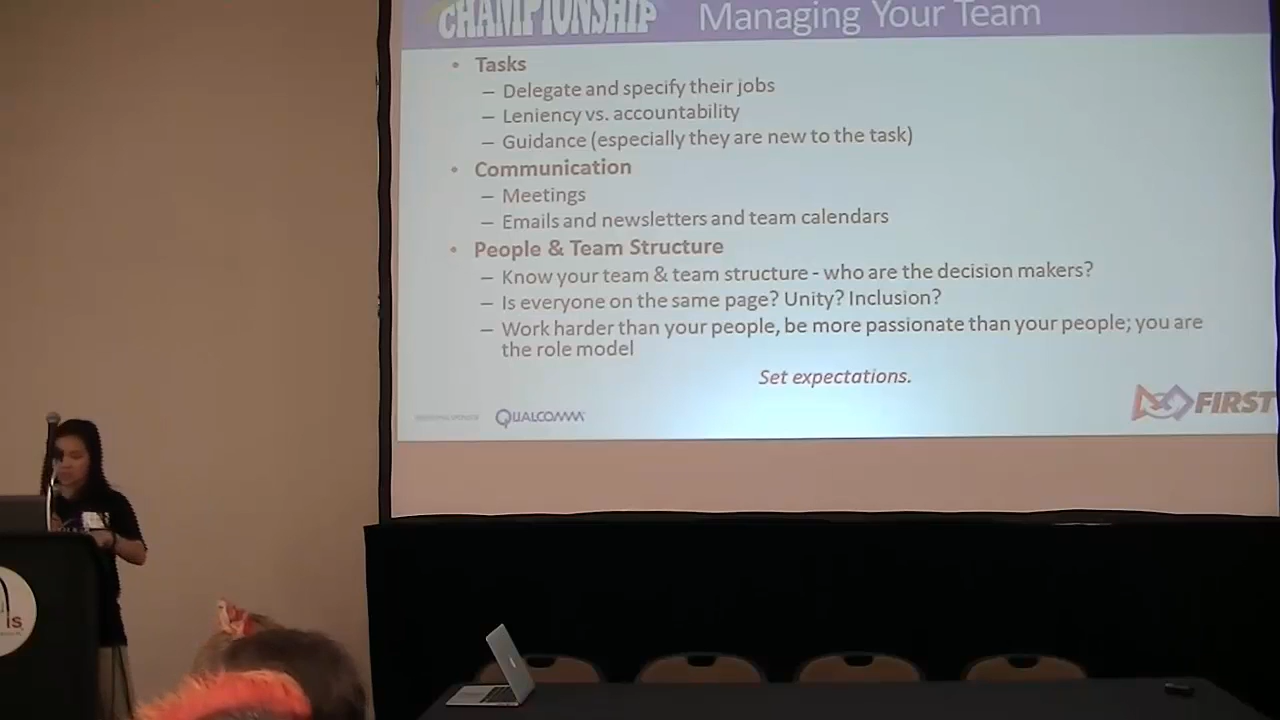 CHAMPIONSHIP
Managing Your Team
• Tasks
– Delegate and specify their jobs
– Leniency vs. accountability
– Guidance (especially they are new to the task)
• Communication
– Meetings
– Emails and newsletters and team calendars
• People & Team Structure
– Know your team & team structure - who are the decision makers?
– Is everyone on the same page? Unity? Inclusion?
– Work harder than your people, be more passionate than your people; you are
the role model
Set expectations.
QUALCOMM
FIRST
is